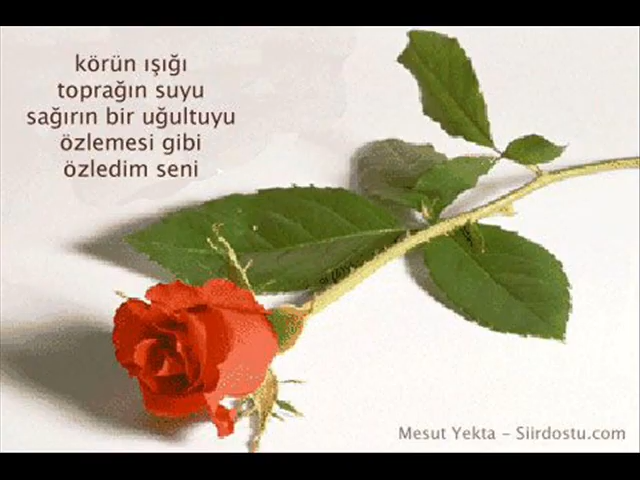 körün ışığı
toprağın suyu
sağırın bir uğultuyu
özlemesi gibi
özledim seni
Mesut Yekta - Siirdostu.com